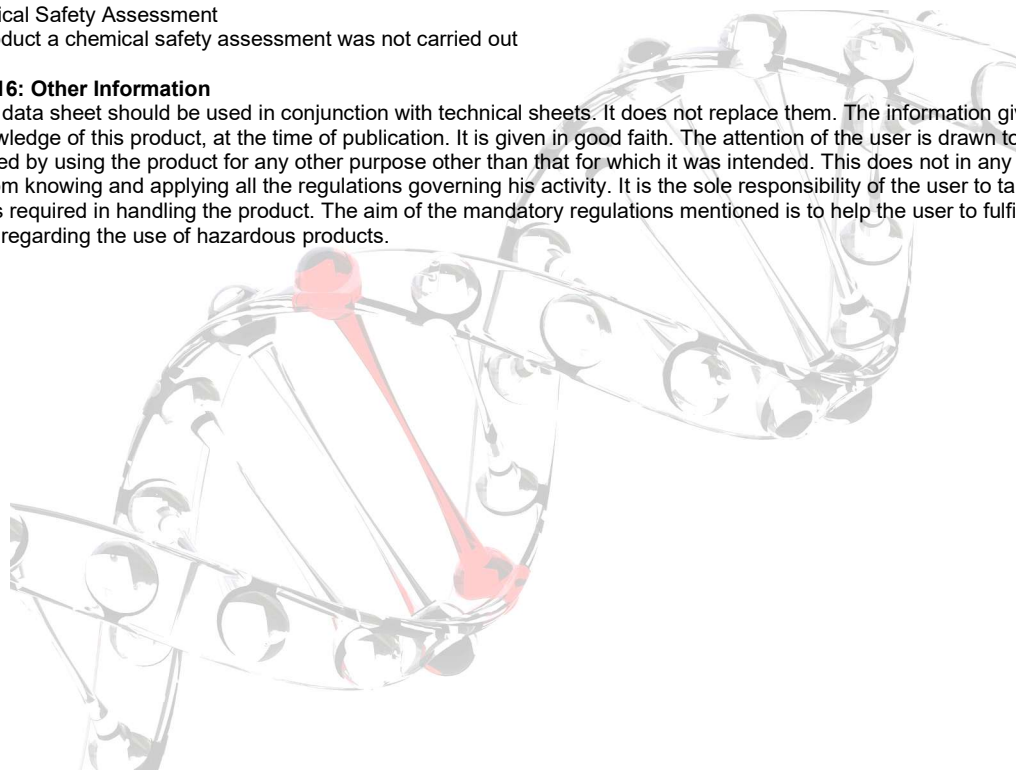 ical Safety Assessment
duct a chemical safety assessment was not carried out
16: Other Information
data sheet should be used in conjunction with technical sheets. It does not replace them. The information gi
wledge of this product, at the time of publication. It is given in good faith. The attention of the user is drawn to
ed by using the product for any other purpose other than that for which it was intended. This does not in any
m knowing and applying all the regulations governing his activity. It is the sole responsibility of the user to ta
s required in handling the product. The aim of the mandatory regulations mentioned is to help the user to fulfi
regarding the use of hazardous products.